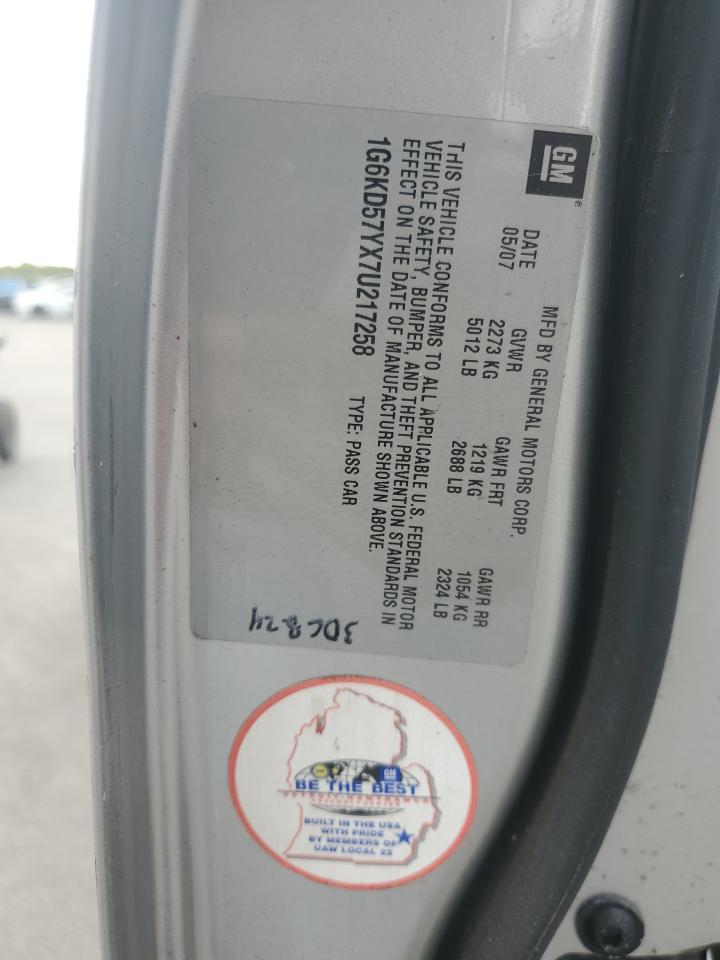 GM
®
MFD BY GENERAL MOTORS CORP.
DATE GVWR GAWR FRT GAWR RR
05/07 2273 KG 1219 KG 1054 KG
5012 LB 2688 LB 2324 LB
THIS VEHICLE CONFORMS TO ALL APPLICABLE U.S. FEDERAL MOTOR
VEHICLE SAFETY, BUMPER, AND THEFT PREVENTION STANDARDS IN
EFFECT ON THE DATE OF MANUFACTURE SHOWN ABOVE.
1G6KD57YX7U217258 TYPE: PASS CAR
GM
BE THE BEST
DETROIT-HAMTRAMCK
BUILT IN THE USA
WITH PRIDE
BY MEMBERS OF
UAW LOCAL 22